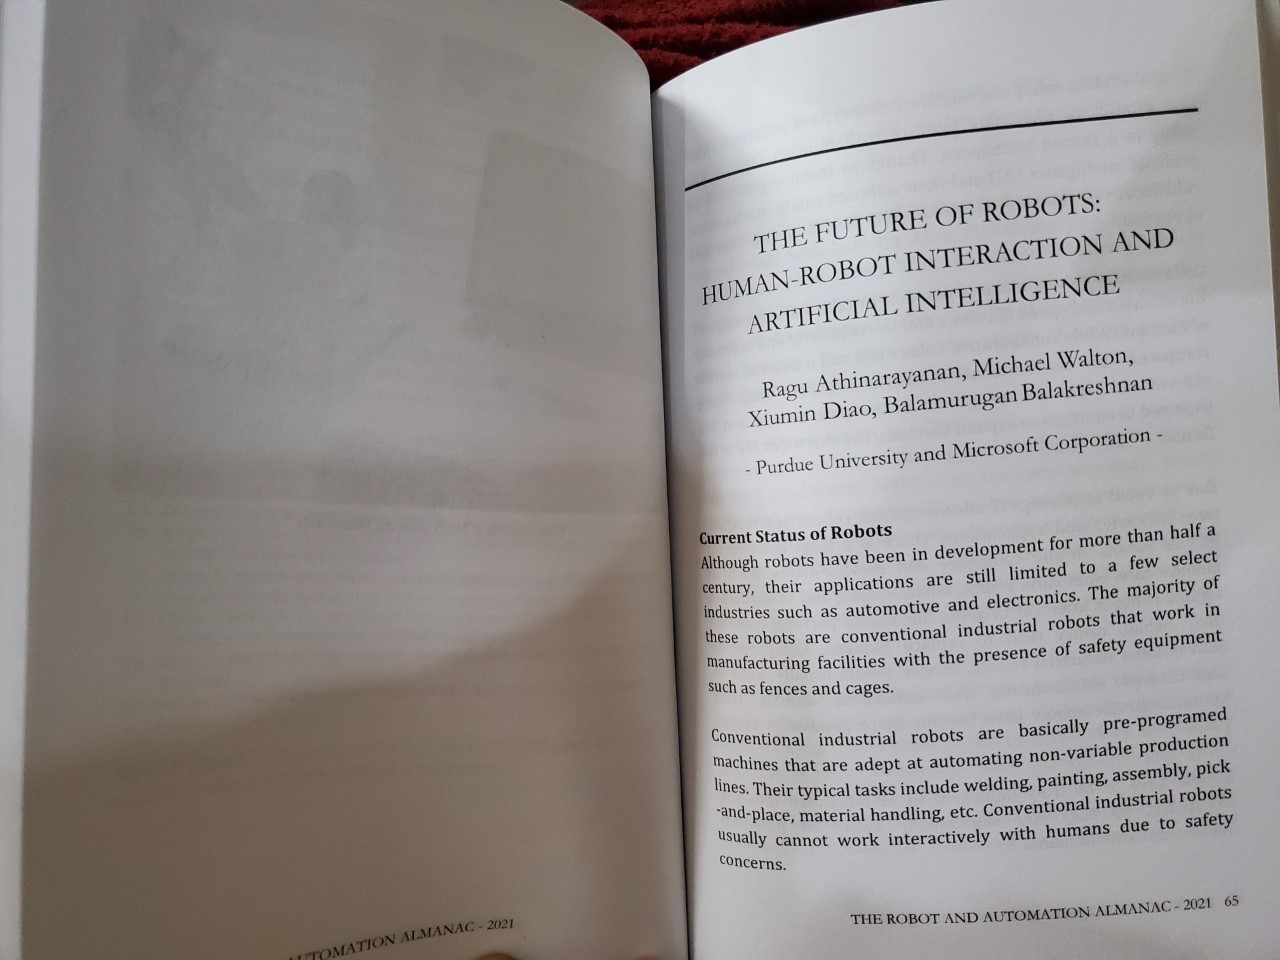 UTOMATION ALMANAC - 2021
THE FUTURE OF ROBOTS:
HUMAN-ROBOT INTERACTION AND
ARTIFICIAL INTELLIGENCE
Ragu Athinarayanan, Michael Walton,
Xiumin Diao, Balamurugan Balakreshnan
- Purdue University and Microsoft Corporation -
Current Status of Robots
Although robots have been in development for more than half a
century, their applications are still limited to a few select
industries such as automotive and electronics. The majority of
these robots are conventional industrial robots that work in
manufacturing facilities with the presence of safety equipment
such as fences and cages.
Conventional industrial robots are basically pre-programed
machines that are adept at automating non-variable production
lines. Their typical tasks include welding, painting, assembly, pick
-and-place, material handling, etc. Conventional industrial robots
usually cannot work interactively with humans due to safety
concerns.
THE ROBOT AND AUTOMATION ALMANAC - 2021 65